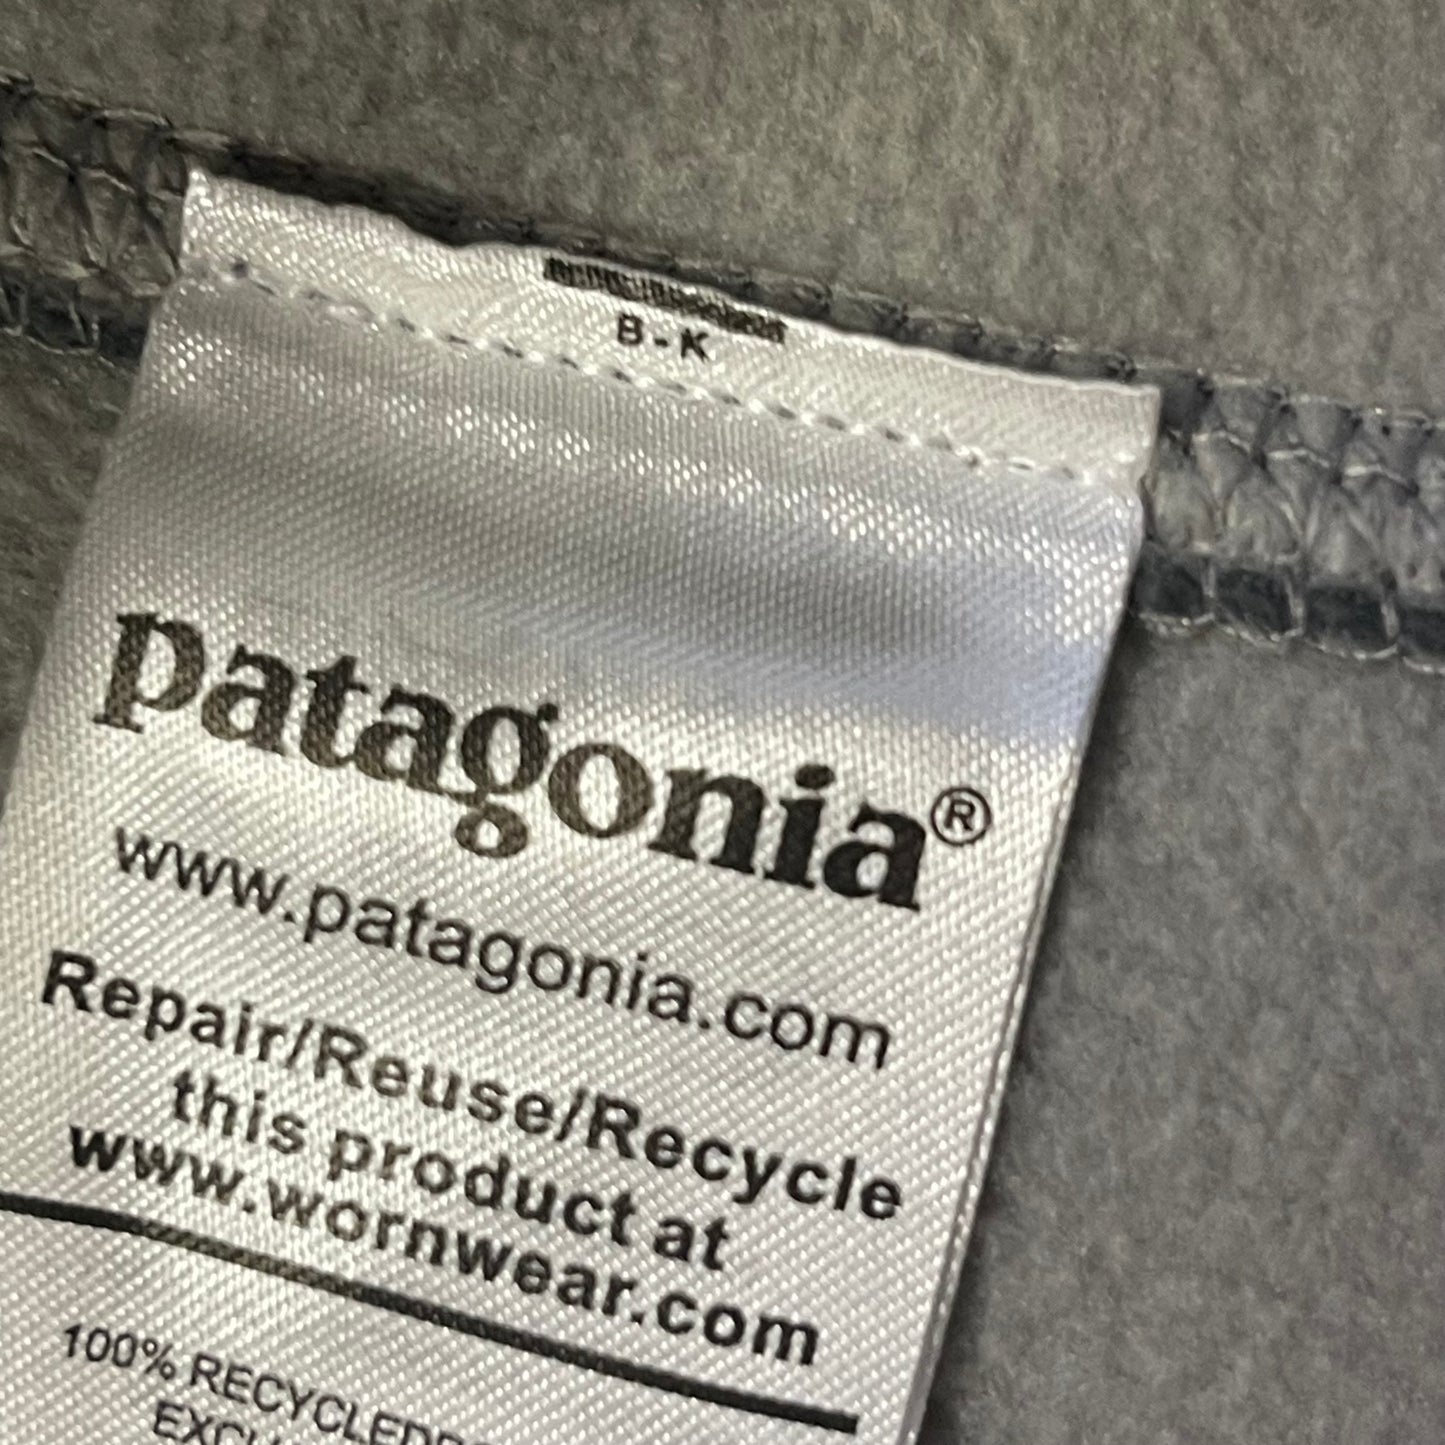 B-K
patagonia®
www.patagonia.com
Repair/Reuse/Recycle
this product at
www.wornwear.com
100% RECYCLED